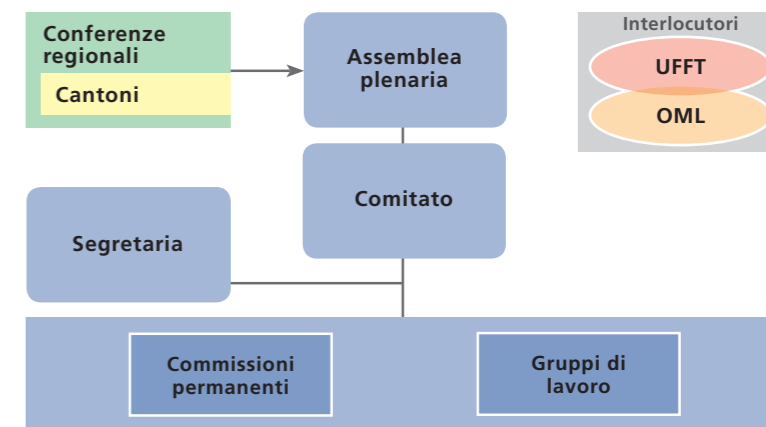 Conferenze
regionali
Cantoni
Assemblea
plenaria
Interlocutori
UFFT
OML
Comitato
Segretaria
Commissioni
permanenti
Gruppi di
lavoro